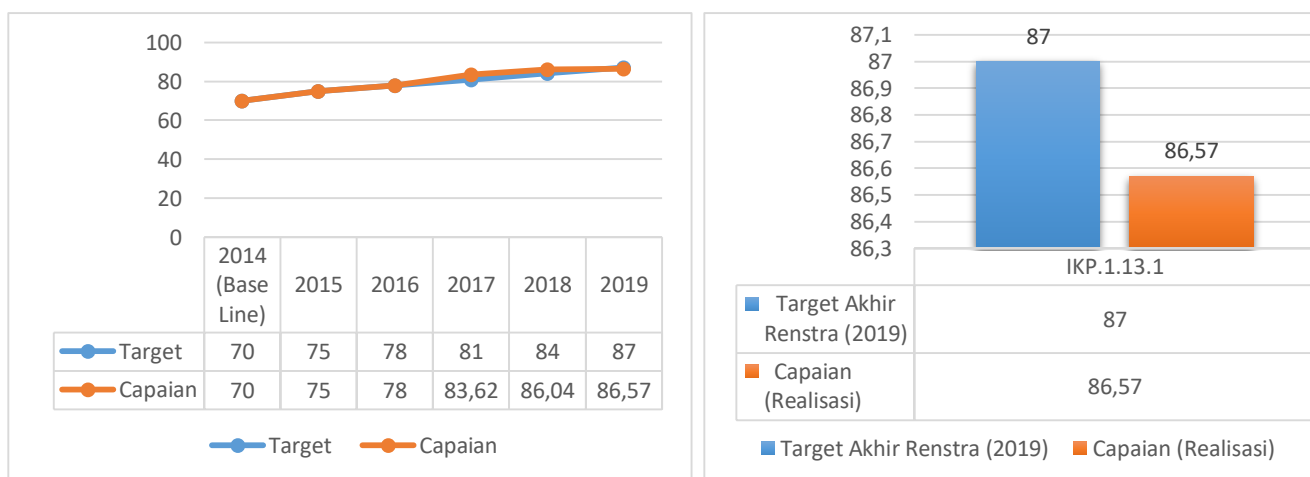 100
80
60
40
20
0
2014
(Base
Line)
2015
2016
2017
2018
2019
Target 70 75 78 81 84 87
Capaian 70 75 78 83,62 86,04 86,57
Target Capaian
87,1
87
86,9
86,8
86,7
86,6
86,5
86,4
86,3
87
86,57
IKP.1.13.1
Target Akhir
Renstra (2019)
87
Capaian
(Realisasi)
86,57
Target Akhir Renstra (2019) Capaian (Realisasi)